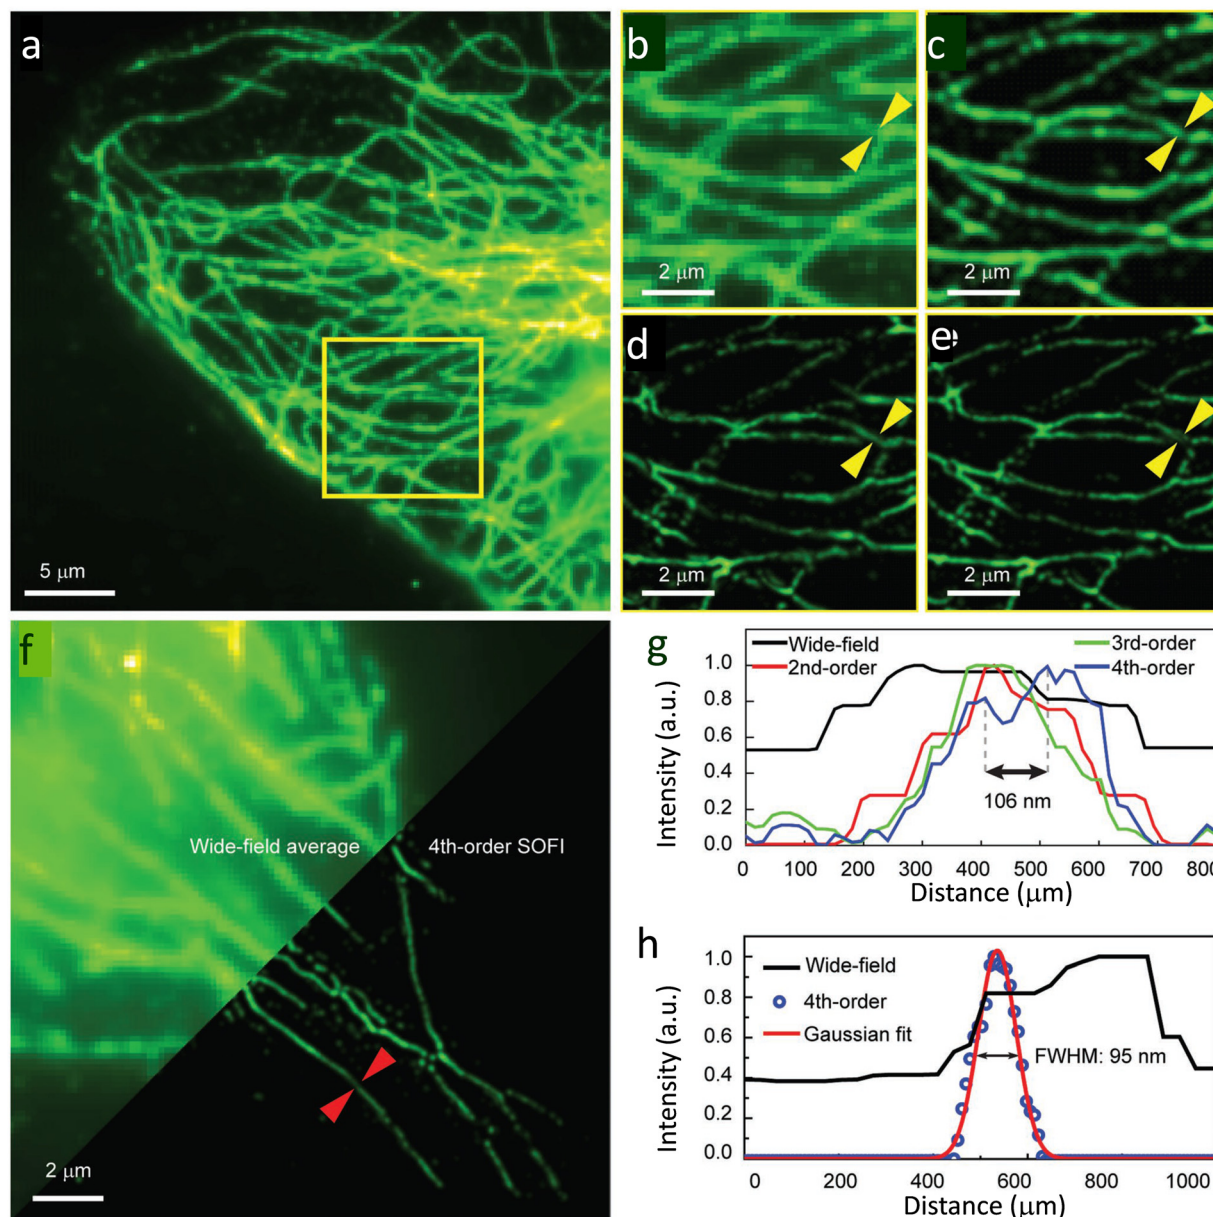 a
5 μm
b
2 μm
c
2 μm
d
2 μm
e
2 μm
f
Wide-field average
4th-order SOFI
2 μm
g
Wide-field
2nd-order
3rd-order
4th-order
Intensity (a.u.)
1.0
0.8
0.6
0.4
0.2
0.0
106 nm
0 100 200 300 400 500 600 700 800
Distance (μm)
h
Wide-field
4th-order
Gaussian fit
FWHM: 95 nm
Intensity (a.u.)
1.0
0.8
0.6
0.4
0.2
0.0
0 200 400 500 600 800 1000
Distance (μm)